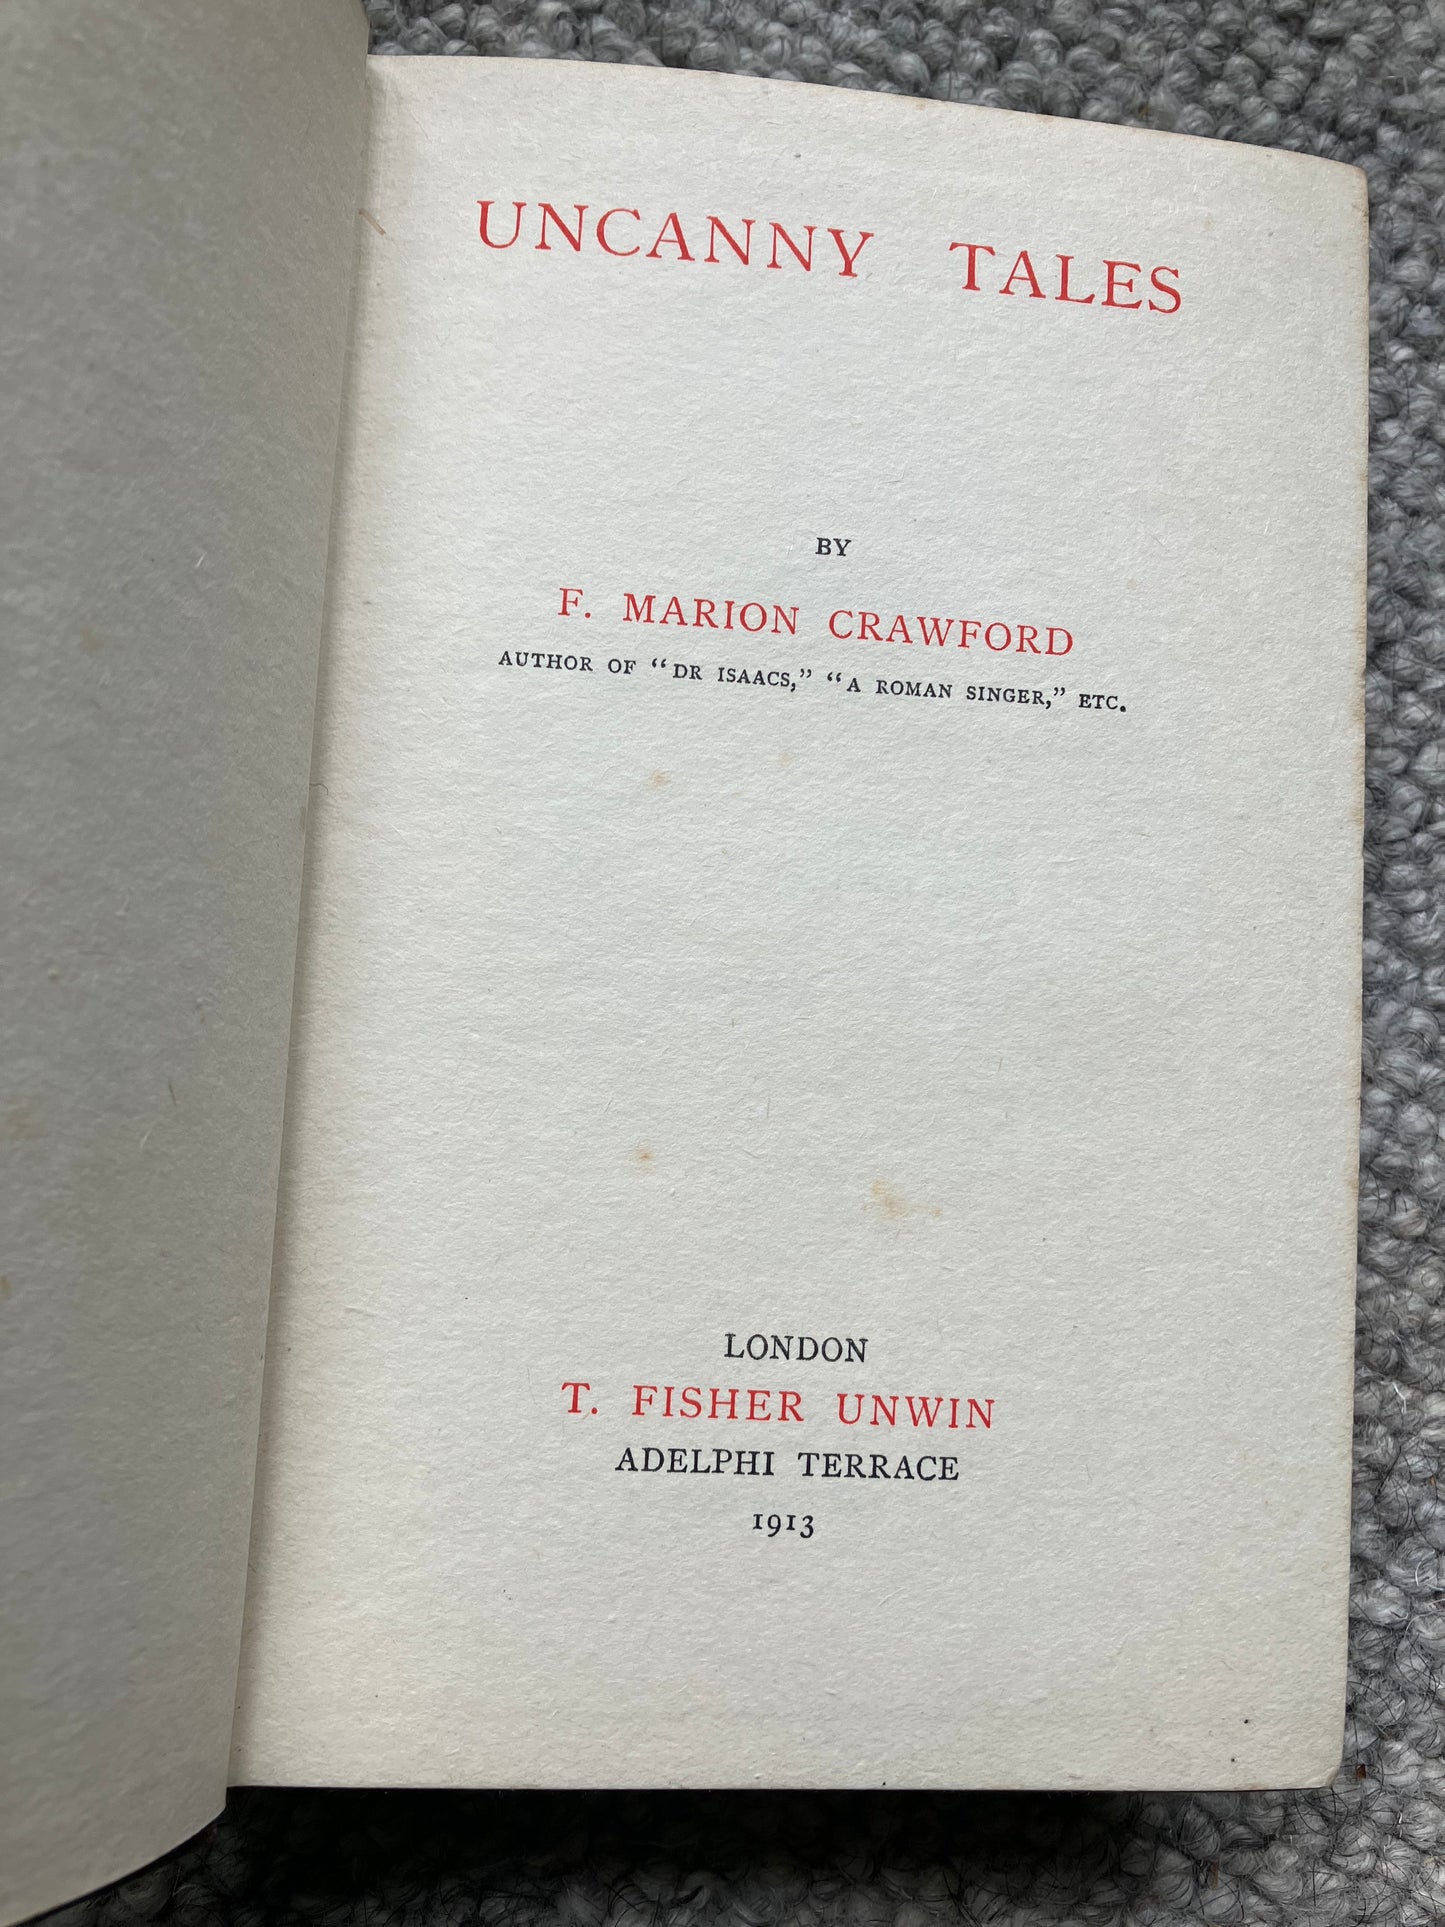 UNCANNY TALES
BY
F. MARION CRAWFORD
AUTHOR OF “DR ISAACS,” “A ROMAN SINGER,” ETC.
LONDON
T. FISHER UNWIN
ADELPHI TERRACE
1913